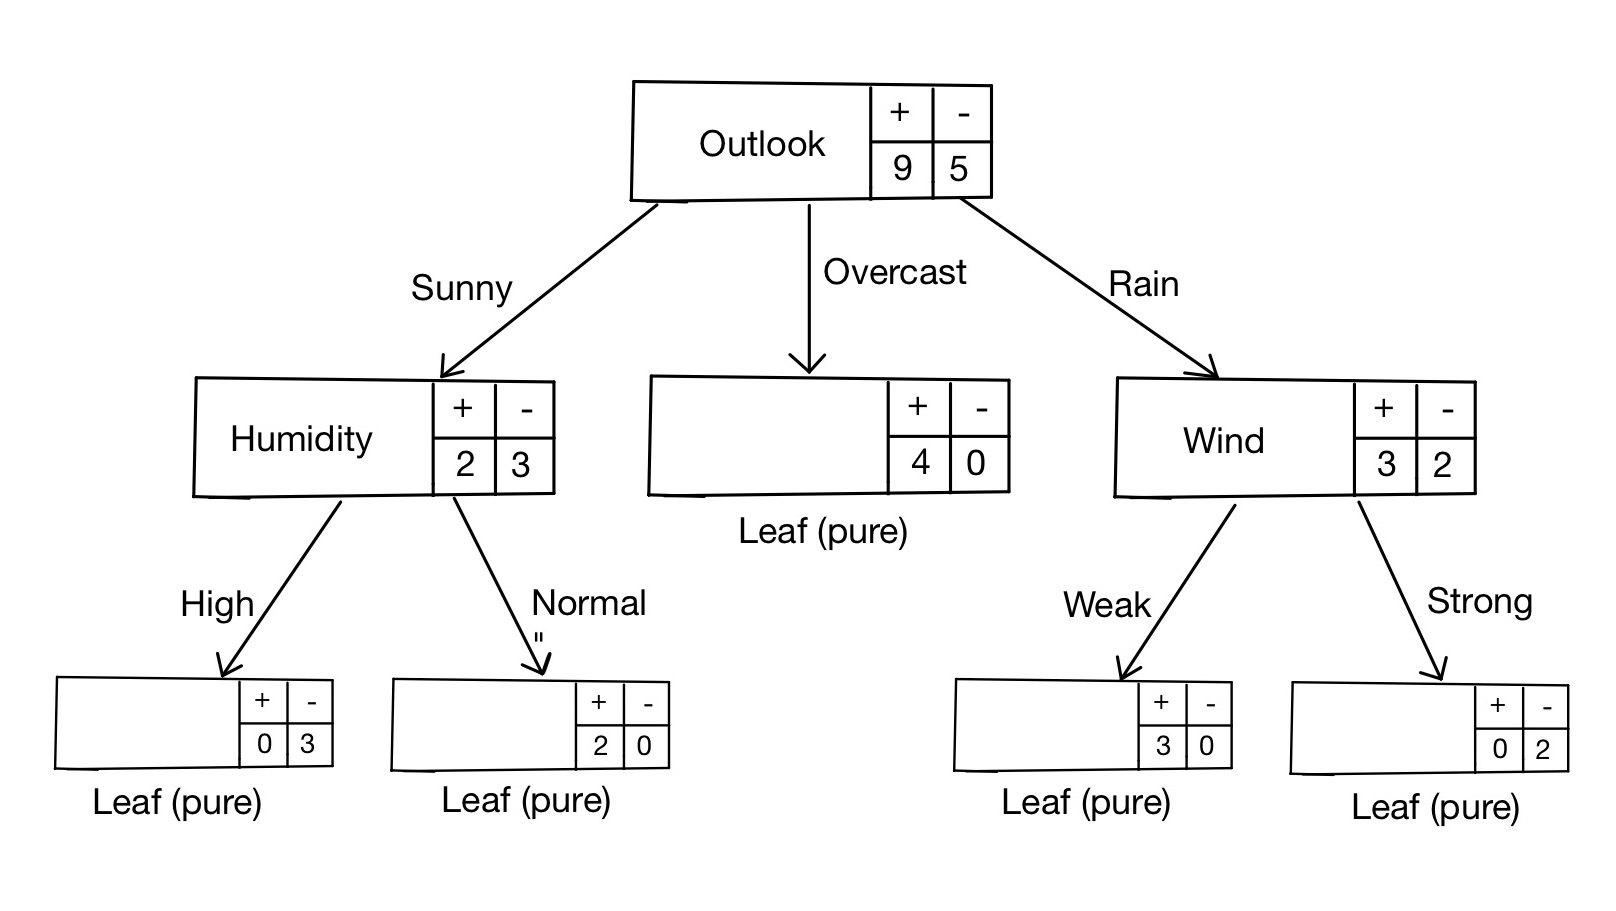 Outlook
+ -
9 5
Sunny
Overcast
Rain
Humidity
+ -
2 3
+ -
4 0
Leaf (pure)
Wind
+ -
3 2
High
Normal
"
Weak
Strong
+ -
0 3
Leaf (pure)
+ -
2 0
Leaf (pure)
+ -
3 0
Leaf (pure)
+ -
0 2
Leaf (pure)